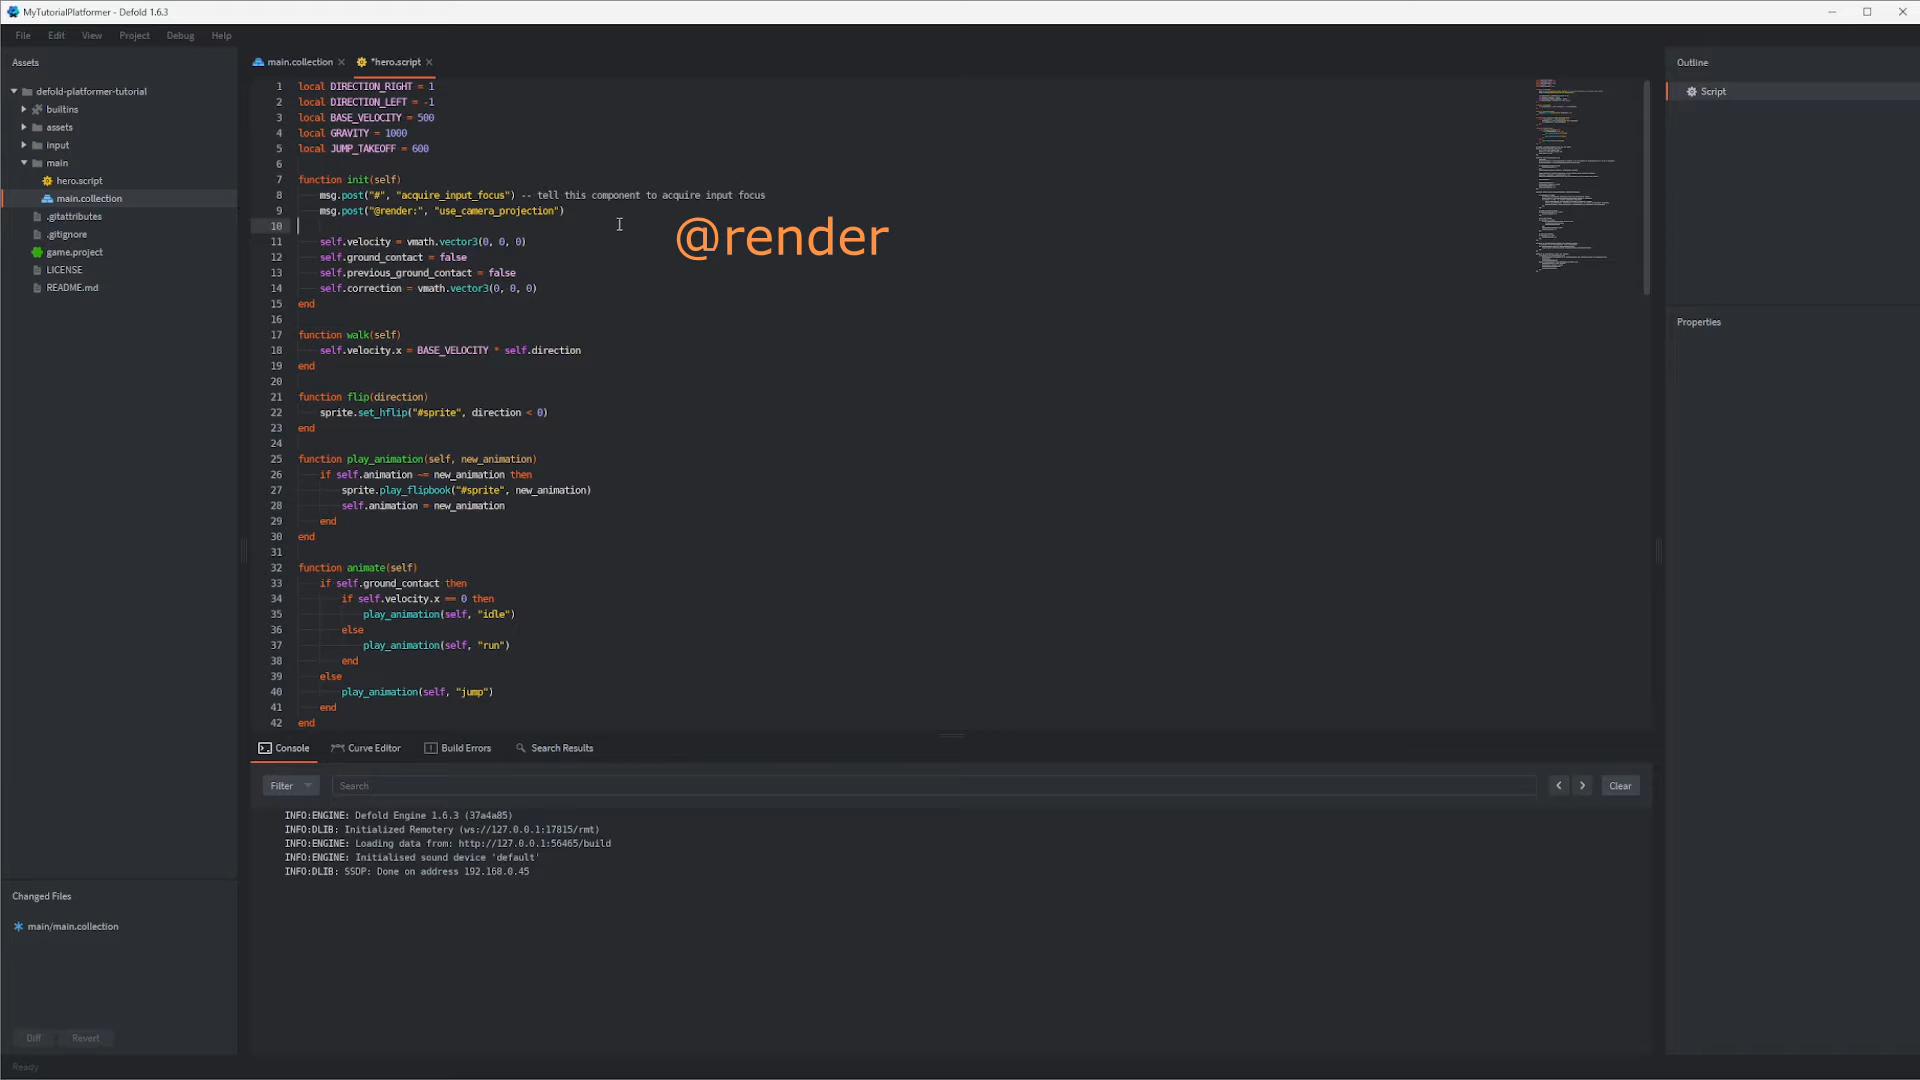 MyTutorialPlatformer - Defold 1.6.3
File Edit View Project Debug Help
Assets
defold-platformer-tutorial
builtins
assets
input
main
hero.script
main.collection
.gitattributes
.gitignore
game.project
LICENSE
README.md
Changed Files
main/main.collection
Diff Revert
Ready
main.collection *hero.script
1 local DIRECTION_RIGHT = 1
2 local DIRECTION_LEFT = -1
3 local BASE_VELOCITY = 500
4 local GRAVITY = 1000
5 local JUMP_TAKEOFF = 600
6
7 function init(self)
8 msg.post("#", "acquire_input_focus") -- tell this component to acquire input focus
9 msg.post("@render:", "use_camera_projection")
10
11 self.velocity = vmath.vector3(0, 0, 0)
12 self.ground_contact = false
13 self.previous_ground_contact = false
14 self.correction = vmath.vector3(0, 0, 0)
15 end
16
17 function walk(self)
18 self.velocity.x = BASE_VELOCITY * self.direction
19 end
20
21 function flip(direction)
22 sprite.set_hflip("#sprite", direction < 0)
23 end
24
25 function play_animation(self, new_animation)
26 if self.animation ~= new_animation then
27 sprite.play_flipbook("#sprite", new_animation)
28 self.animation = new_animation
29 end
30 end
31
32 function animate(self)
33 if self.ground_contact then
34 if self.velocity.x == 0 then
35 play_animation(self, "idle")
36 else
37 play_animation(self, "run")
38 end
39 else
40 play_animation(self, "jump")
41 end
42 end
@render
Console Curve Editor Build Errors Search Results
Filter Search Clear
INFO:ENGINE: Defold Engine 1.6.3 (37a4a85)
INFO:DLIB: Initialized Remotery (ws://127.0.0.1:17815/rmt)
INFO:ENGINE: Loading data from: http://127.0.0.1:56465/build
INFO:ENGINE: Initialised sound device 'default'
INFO:DLIB: SSDP: Done on address 192.168.0.45
Outline
Script
Properties